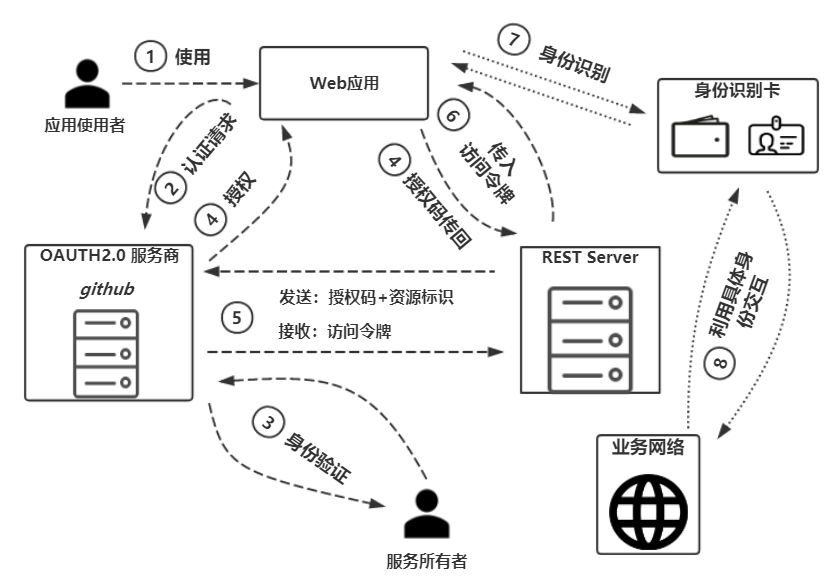 1 使用
Web应用
7 身份识别
应用使用者
身份识别卡
2 认证请求
4 授权
6 传入
访问令牌
4 授权码传回
OAUTH2.0 服务商
github
REST Server
5
发送：授权码+资源标识
接收：访问令牌
8 利用具体身
份交互
3 身份验证
业务网络
服务所有者